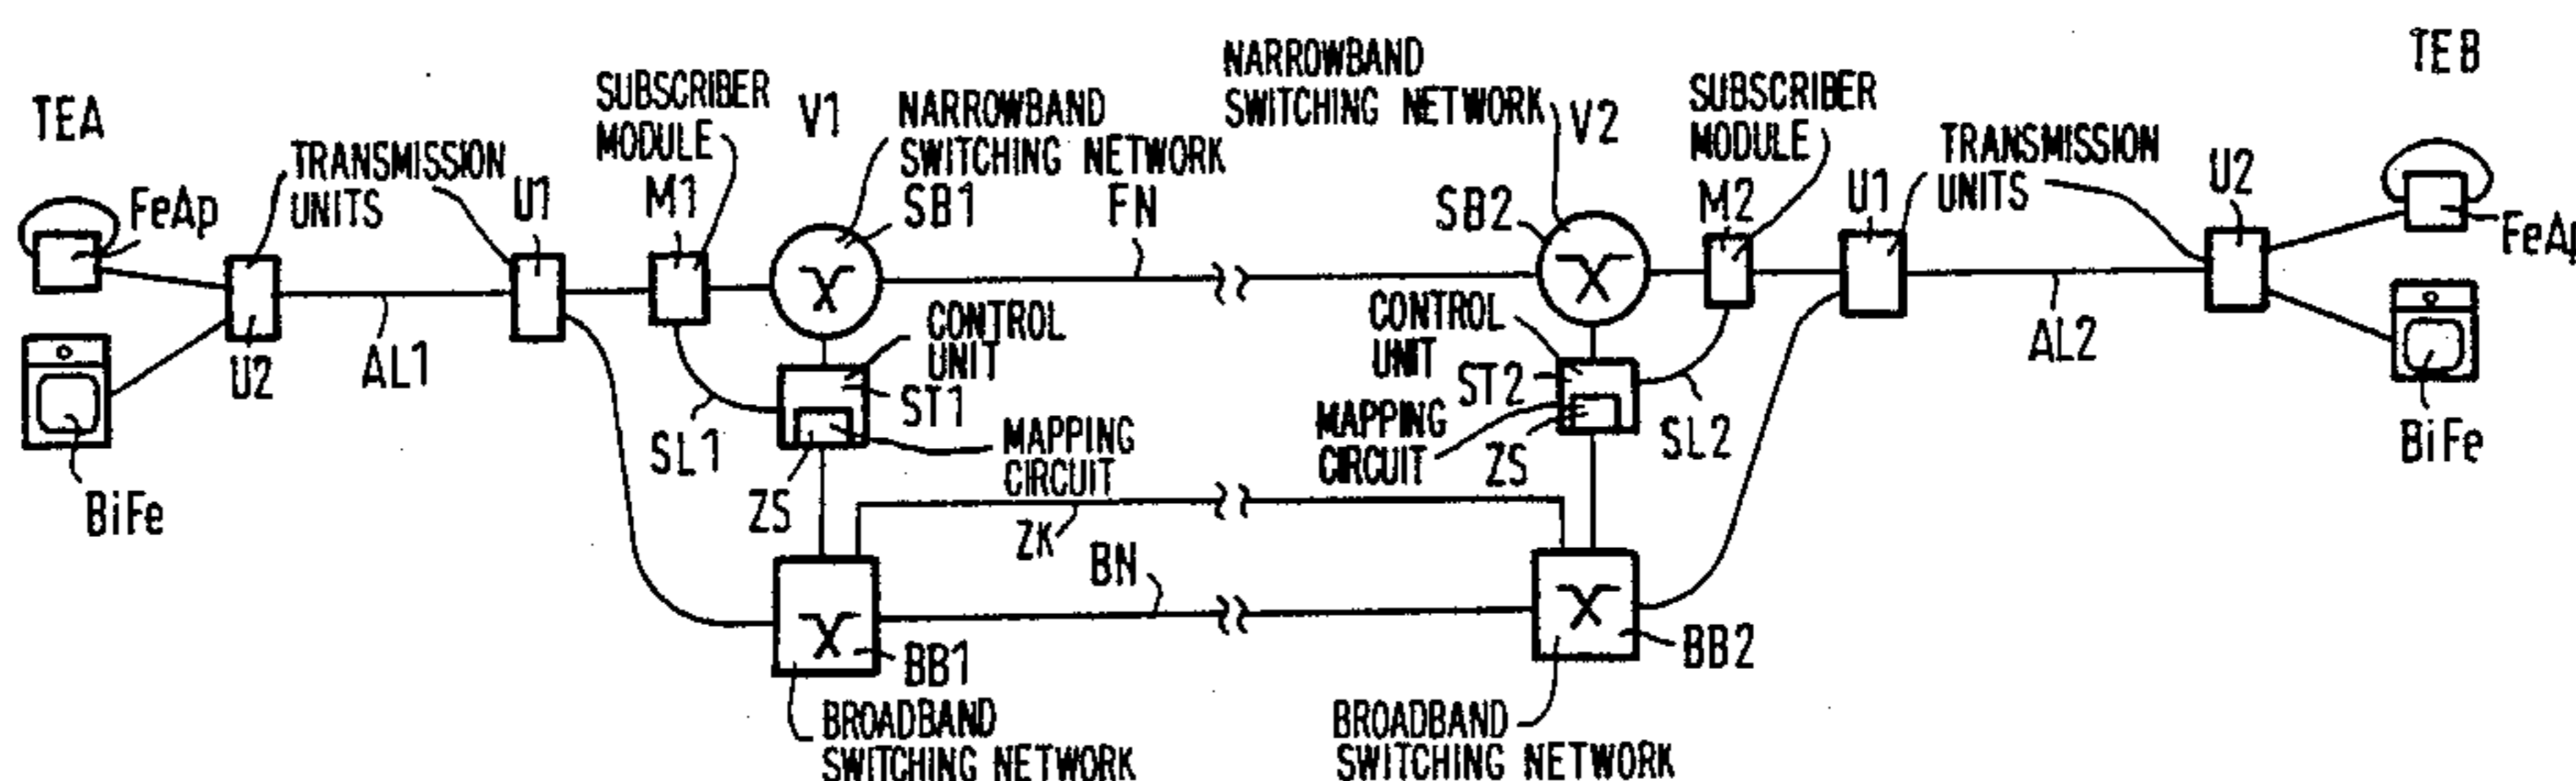 TEA
FeAp
BiFe
TRANSMISSION
UNITS
U2
AL1
U1
SUBSCRIBER
MODULE
M1
SL1
V1
NARROWBAND
SWITCHING NETWORK
SB1
FN
CONTROL
UNIT
ST1
MAPPING
CIRCUIT
ZS
ZK
BN
BB1
BROADBAND
SWITCHING NETWORK
NARROWBAND
SWITCHING NETWORK
V2
SB2
CONTROL
UNIT
ST2
MAPPING
CIRCUIT
ZS
SL2
BB2
BROADBAND
SWITCHING NETWORK
SUBSCRIBER
MODULE
M2
U1
TRANSMISSION
UNITS
AL2
U2
TEB
FeAp
BiFe